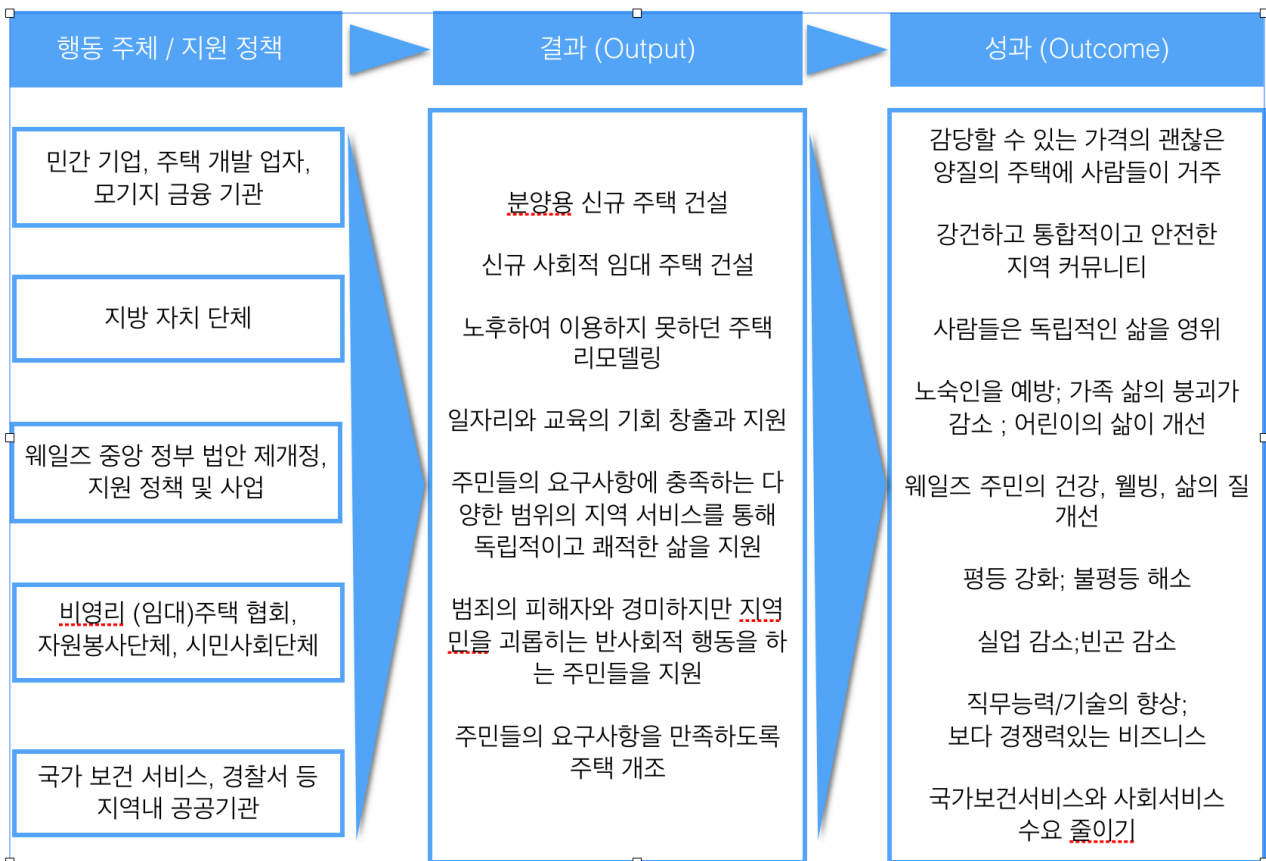 행동 주체 / 지원 정책
결과 (Output)
성과 (Outcome)
민간 기업, 주택 개발 업자,
모기지 금융 기관
지방 자치 단체
웨일즈 중앙 정부 법안 제개정,
지원 정책 및 사업
비영리 (임대)주택 협회,
자원봉사단체, 시민사회단체
국가 보건 서비스, 경찰서 등
지역내 공공기관
분양용 신규 주택 건설
신규 사회적 임대 주택 건설
노후하여 이용하지 못하던 주택
리모델링
일자리와 교육의 기회 창출과 지원
주민들의 요구사항에 충족하는 다
양한 범위의 지역 서비스를 통해
독립적이고 쾌적한 삶을 지원
범죄의 피해자와 경미하지만 지역
민을 괴롭히는 반사회적 행동을 하
는 주민들을 지원
주민들의 요구사항을 만족하도록
주택 개조
감당할 수 있는 가격의 괜찮은
양질의 주택에 사람들이 거주
강건하고 통합적이고 안전한
지역 커뮤니티
사람들은 독립적인 삶을 영위
노숙인을 예방; 가족 삶의 붕괴가
감소 ; 어린이의 삶이 개선
웨일즈 주민의 건강, 웰빙, 삶의 질
개선
평등 강화; 불평등 해소
실업 감소;빈곤 감소
직무능력/기술의 향상;
보다 경쟁력있는 비즈니스
국가보건서비스와 사회서비스
수요 줄이기